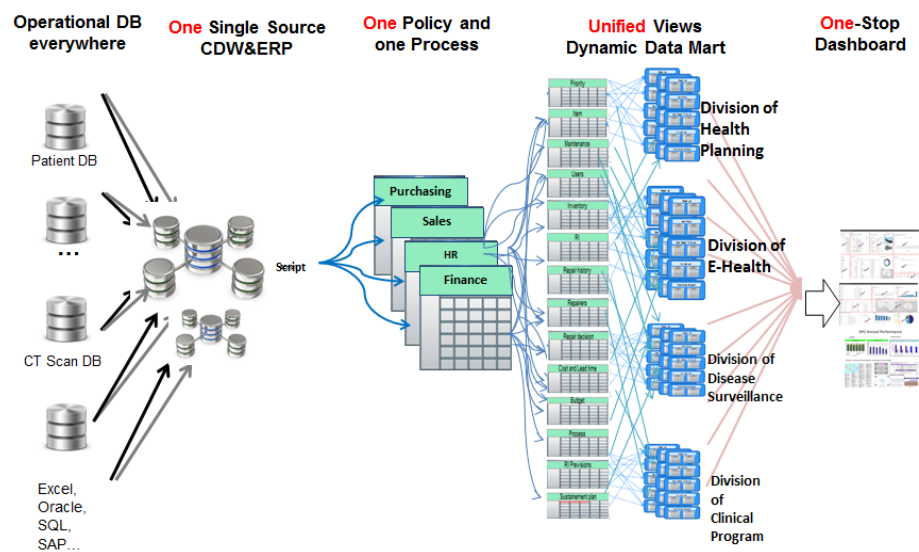 Operational DB
everywhere
One Single Source
CDW&ERP
One Policy and
one Process
Unified Views
Dynamic Data Mart
One-Stop
Dashboard
Patient DB
...
CT Scan DB
Excel,
Oracle,
SQL,
SAP...
Script
Purchasing
Sales
HR
Finance
Priority
Item
Maintenance
Users
Inventory
RI
Repair history
Repairers
Repair decision
Cost and Lead time
Budget
Process
RI Previsions
Sustainement plan
Division of
Health
Planning
Division of
E-Health
Division of
Disease
Surveillance
Division
of
Clinical
Program